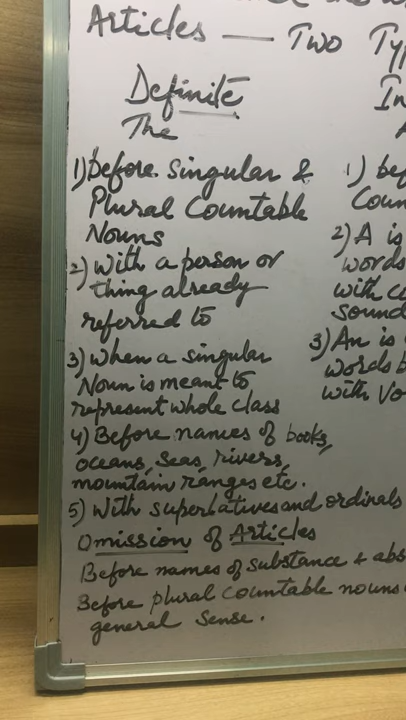 Articles — Two
Definite
The
1) before singular &
Plural Countable
Nouns
2) With a person or
thing already
referred to
3) When a singular
Noun is meant to
represent whole class
4) Before names of books,
oceans, seas, rivers,
mountain ranges etc.
5) With superlatives and ordinals
Omission of Articles
Before names of substance &
Before plural countable nouns
general sense.
1)
2) A is
words
with
sound
3) An is
words
with